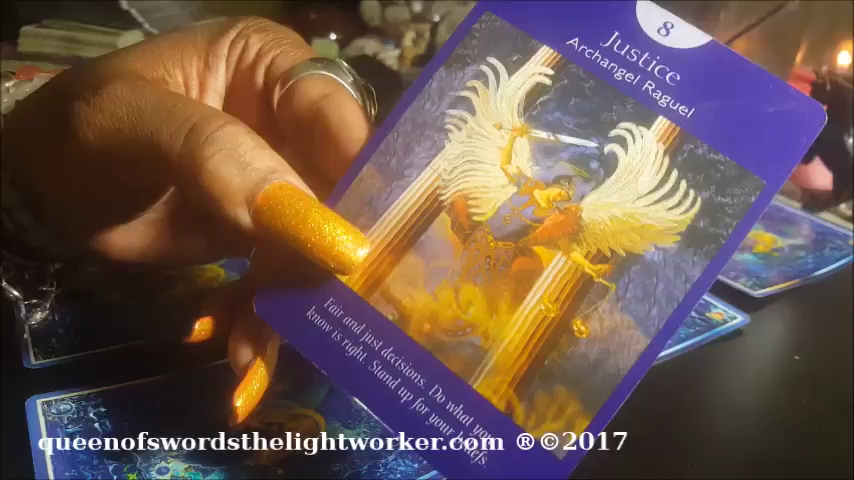 8
Justice
Archangel Raguel
Fair and just decisions. Do what you
know is right. Stand up for your beliefs.
queenofswordsthelightworker.com ®©2017